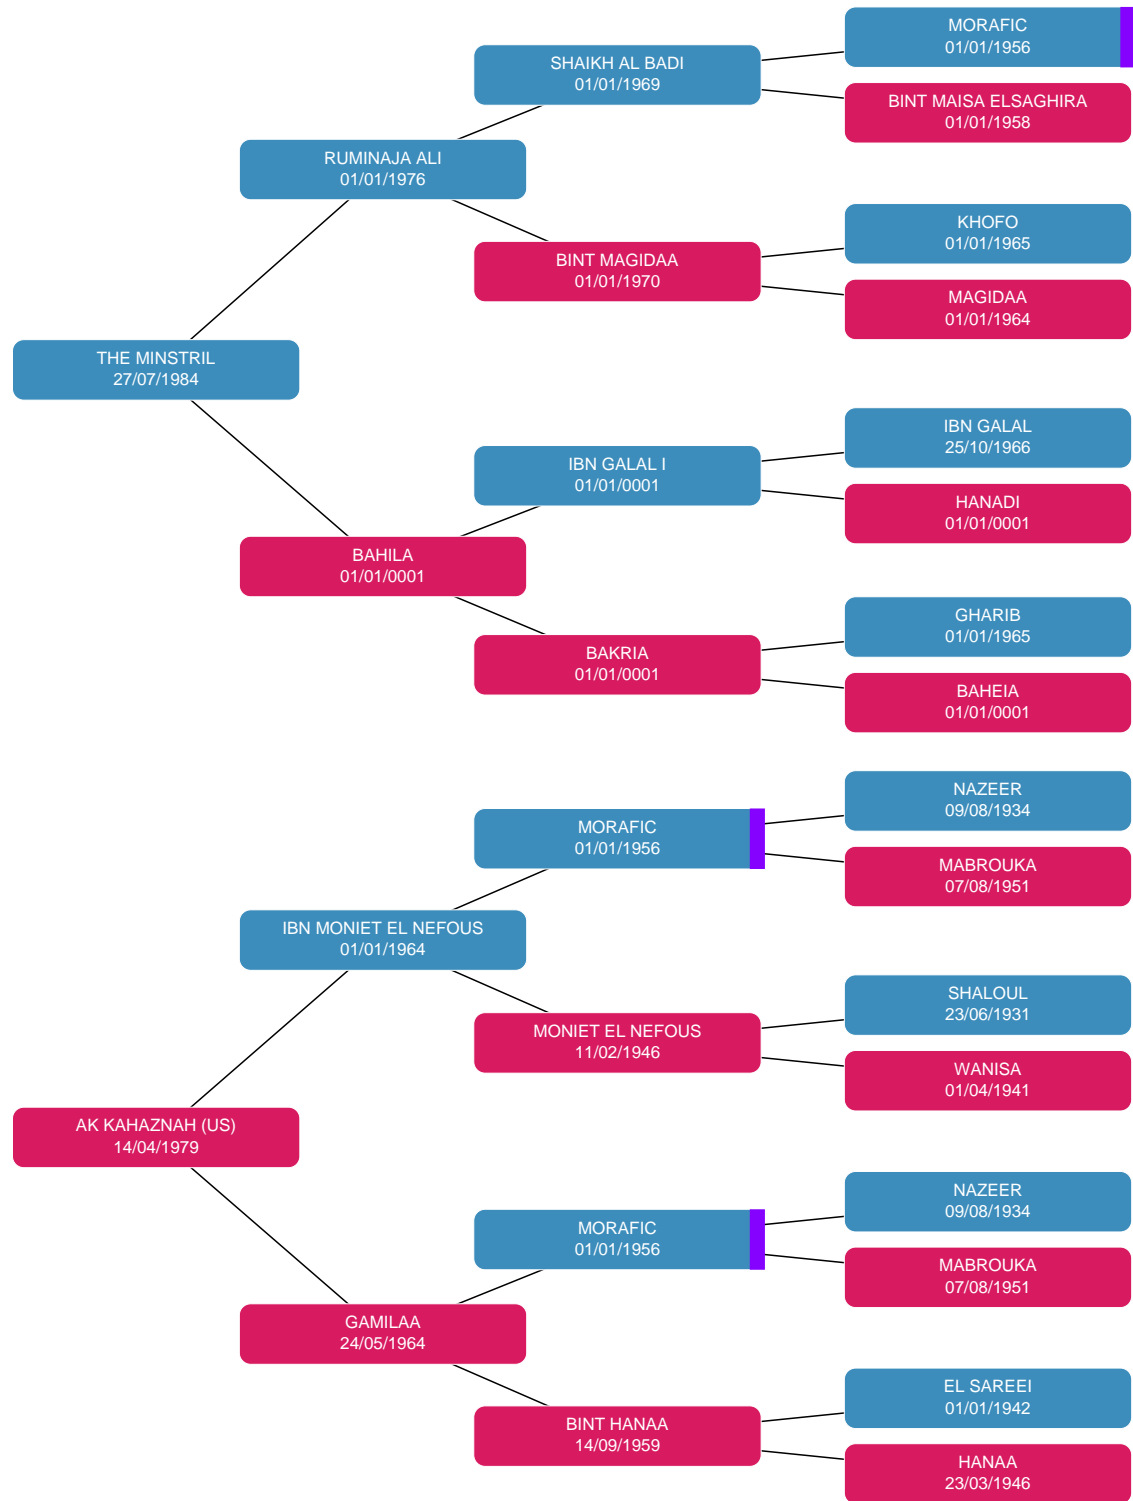 MORAFIC
01/01/1956
SHAIKH AL BADI
01/01/1969
BINT MAISA ELSAGHIRA
01/01/1958
RUMINAJA ALI
01/01/1976
KHOFO
01/01/1965
BINT MAGIDAA
01/01/1970
MAGIDAA
01/01/1964
THE MINSTRIL
27/07/1984
IBN GALAL
25/10/1966
IBN GALAL I
01/01/0001
HANADI
01/01/0001
BAHILA
01/01/0001
GHARIB
01/01/1965
BAKRIA
01/01/0001
BAHEIA
01/01/0001
NAZEER
09/08/1934
MORAFIC
01/01/1956
MABROUKA
07/08/1951
IBN MONIET EL NEFOUS
01/01/1964
SHALOUL
23/06/1931
MONIET EL NEFOUS
11/02/1946
WANISA
01/04/1941
AK KAHAZNAH (US)
14/04/1979
NAZEER
09/08/1934
MORAFIC
01/01/1956
MABROUKA
07/08/1951
GAMILAA
24/05/1964
EL SAREEI
01/01/1942
BINT HANAA
14/09/1959
HANAA
23/03/1946